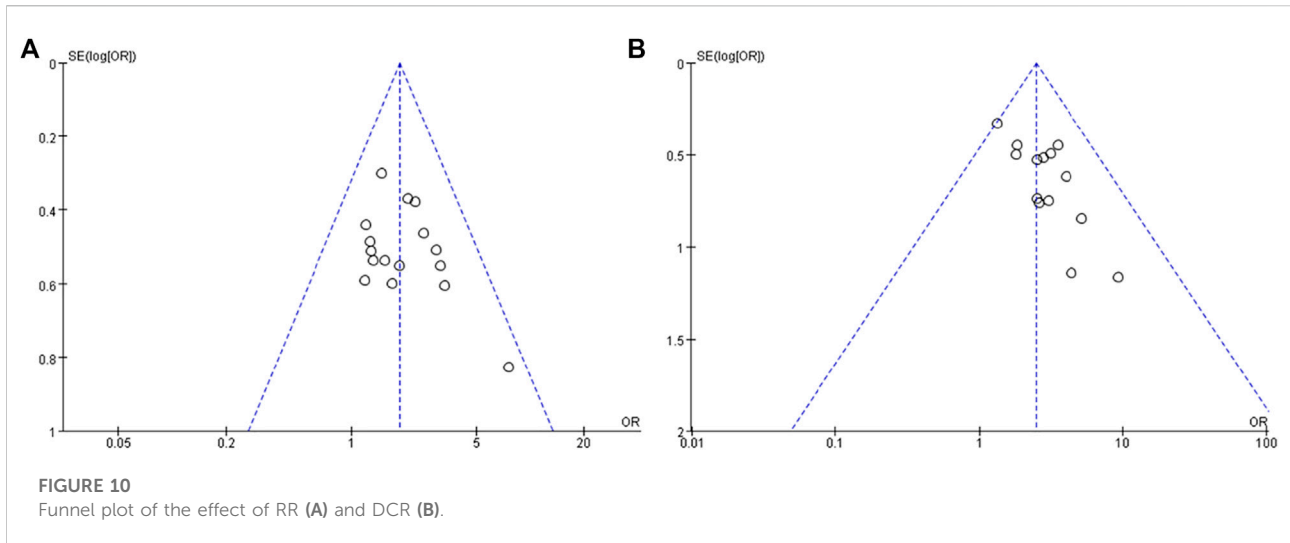 A
SE(log[OR])
0
0.2
0.4
0.6
0.8
1
OR
0.05 0.2 1 5 20
B
SE(log[OR])
0
0.5
1
1.5
2
OR
0.01 0.1 1 10 100
FIGURE 10
Funnel plot of the effect of RR (A) and DCR (B).